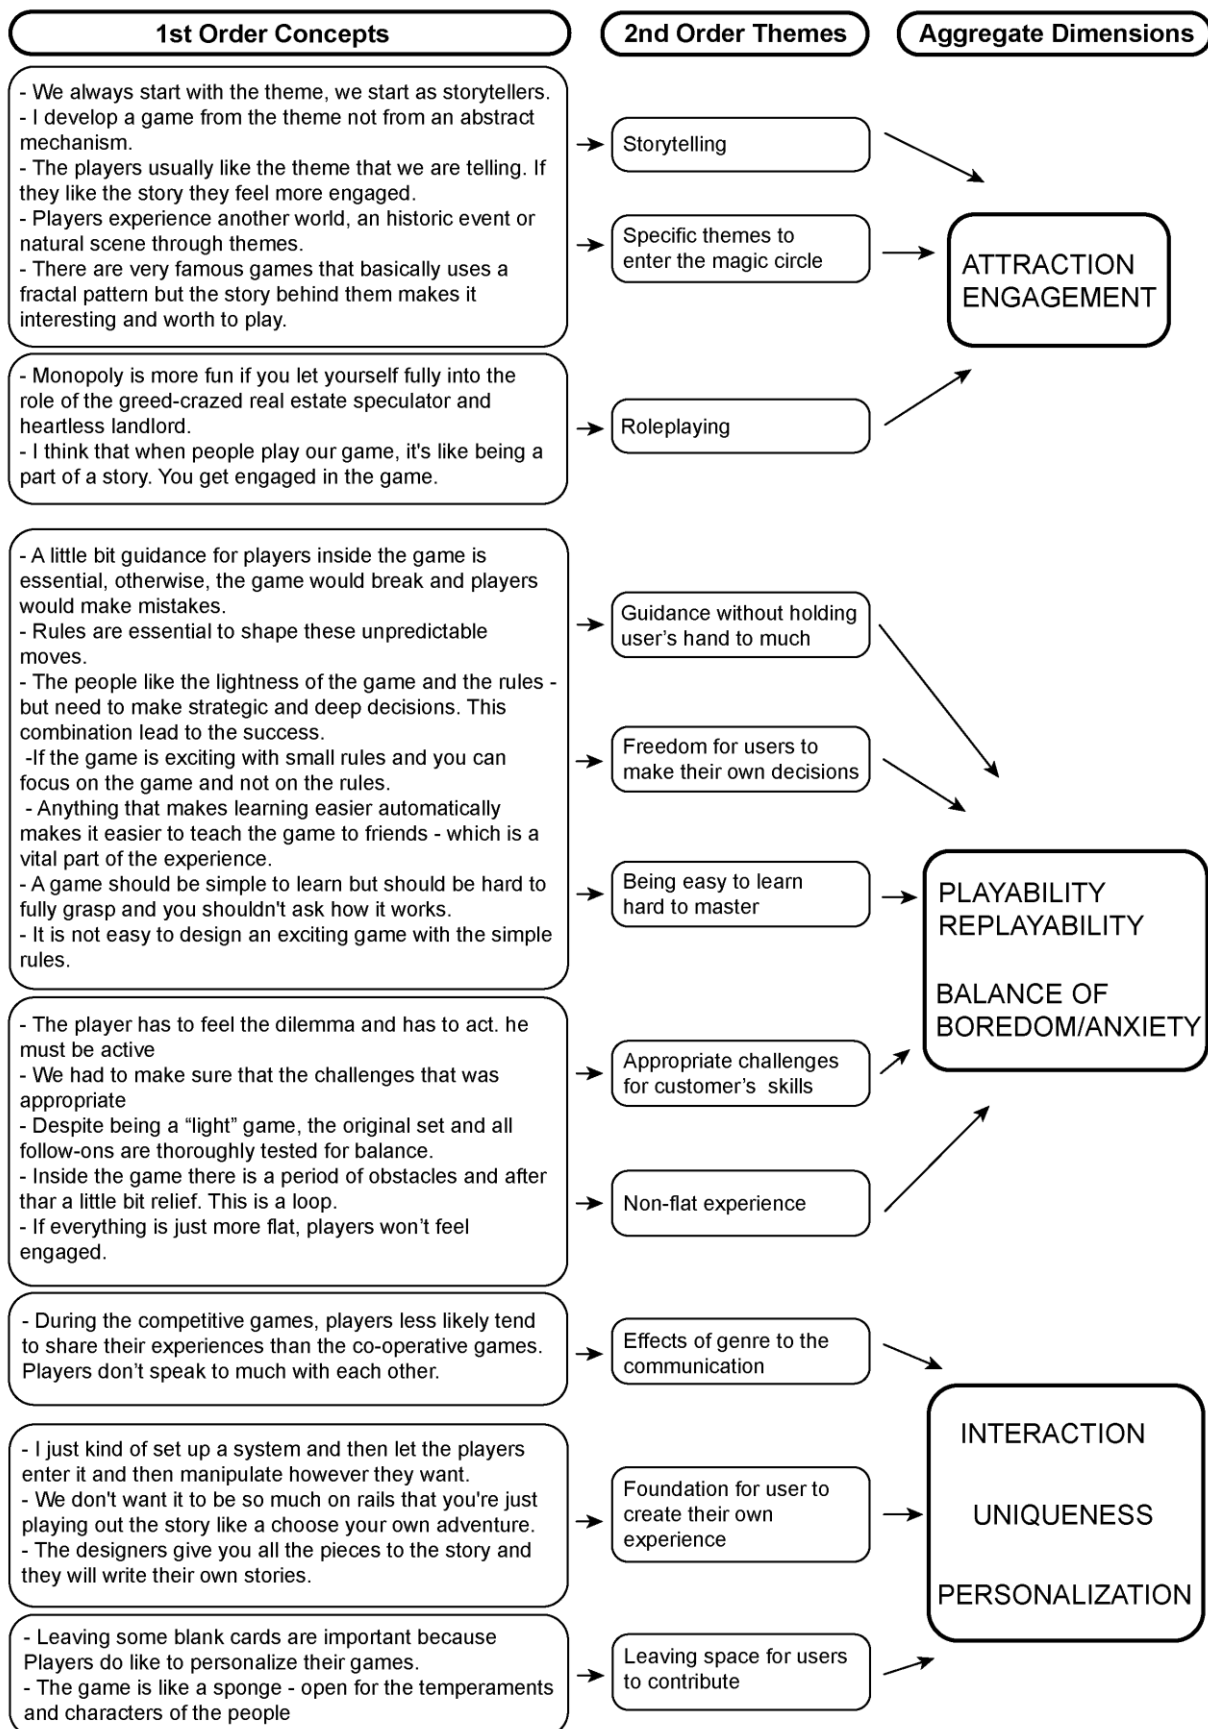 1st Order Concepts
2nd Order Themes
Aggregate Dimensions
- We always start with the theme, we start as storytellers.
- I develop a game from the theme not from an abstract
mechanism.
- The players usually like the theme that we are telling. If
they like the story they feel more engaged.
- Players experience another world, an historic event or
natural scene through themes.
- There are very famous games that basically uses a
fractal pattern but the story behind them makes it
interesting and worth to play.
Storytelling
Specific themes to
enter the magic circle
ATTRACTION
ENGAGEMENT
- Monopoly is more fun if you let yourself fully into the
role of the greed-crazed real estate speculator and
heartless landlord.
- I think that when people play our game, it's like being a
part of a story. You get engaged in the game.
Roleplaying
- A little bit guidance for players inside the game is
essential, otherwise, the game would break and players
would make mistakes.
- Rules are essential to shape these unpredictable
moves.
- The people like the lightness of the game and the rules -
but need to make strategic and deep decisions. This
combination lead to the success.
-If the game is exciting with small rules and you can
focus on the game and not on the rules.
- Anything that makes learning easier automatically
makes it easier to teach the game to friends - which is a
vital part of the experience.
- A game should be simple to learn but should be hard to
fully grasp and you shouldn't ask how it works.
- It is not easy to design an exciting game with the simple
rules.
Guidance without holding
user's hand to much
Freedom for users to
make their own decisions
Being easy to learn
hard to master
PLAYABILITY
REPLAYABILITY
BALANCE OF
BOREDOM/ANXIETY
- The player has to feel the dilemma and has to act. he
must be active
- We had to make sure that the challenges that was
appropriate
- Despite being a “light” game, the original set and all
follow-ons are thoroughly tested for balance.
- Inside the game there is a period of obstacles and after
thar a little bit relief. This is a loop.
- If everything is just more flat, players won’t feel
engaged.
Appropriate challenges
for customer’s skills
Non-flat experience
- During the competitive games, players less likely tend
to share their experiences than the co-operative games.
Players don’t speak to much with each other.
Effects of genre to the
communication
- I just kind of set up a system and then let the players
enter it and then manipulate however they want.
- We don't want it to be so much on rails that you're just
playing out the story like a choose your own adventure.
- The designers give you all the pieces to the story and
they will write their own stories.
Foundation for user to
create their own
experience
INTERACTION
UNIQUENESS
PERSONALIZATION
- Leaving some blank cards are important because
Players do like to personalize their games.
- The game is like a sponge - open for the temperaments
and characters of the people
Leaving space for users
to contribute